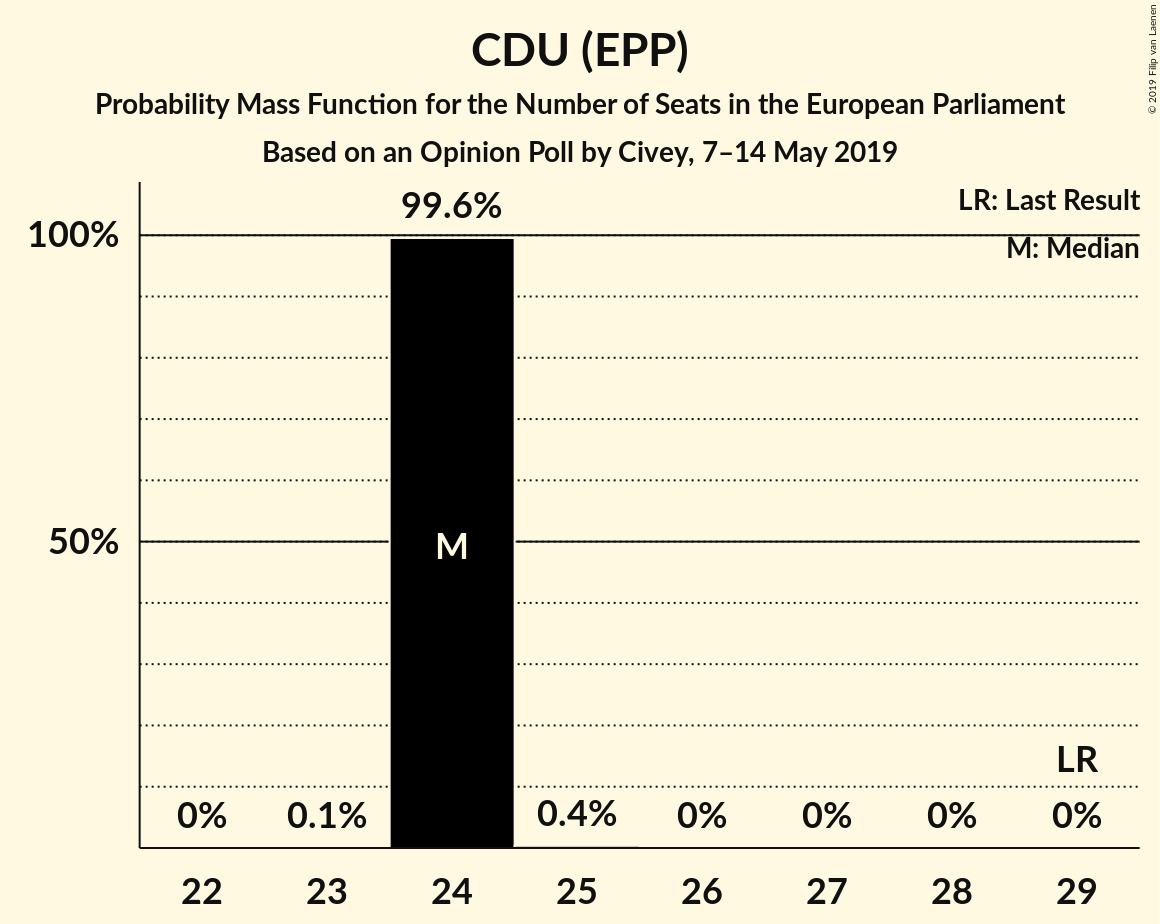 CDU (EPP)
Probability Mass Function for the Number of Seats in the European Parliament
Based on an Opinion Poll by Civey, 7–14 May 2019
© 2019 Filip van Laenen
LR: Last Result
M: Median
99.6%
100%
50%
M
LR
0% 0.1% 0.4% 0% 0% 0% 0%
22 23 24 25 26 27 28 29